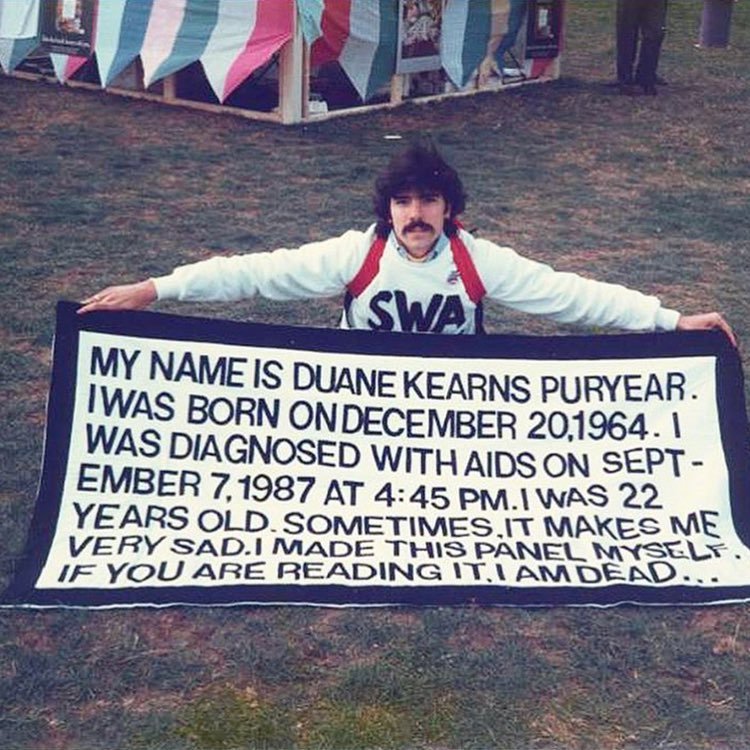 SWA
MY NAME IS DUANE KEARNS PURYEAR.
I WAS BORN ON DECEMBER 20,1964. I
WAS DIAGNOSED WITH AIDS ON SEPT-
EMBER 7,1987 AT 4:45 PM. I WAS 22
YEARS OLD. SOMETIMES, IT MAKES ME
VERY SAD. I MADE THIS PANEL MYSELF.
IF YOU ARE READING IT, I AM DEAD...